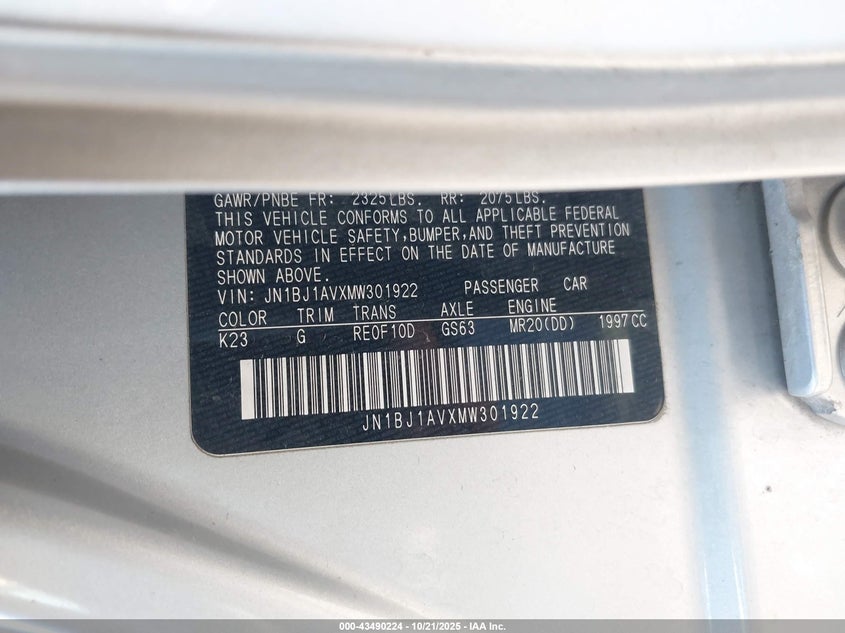 GAWR/PNBE FR: 2325LBS. RR: 2075LBS.
THIS VEHICLE CONFORMS TO ALL APPLICABLE FEDERAL
MOTOR VEHICLE SAFETY,BUMPER,AND THEFT PREVENTION
STANDARDS IN EFFECT ON THE DATE OF MANUFACTURE
SHOWN ABOVE.
VIN: JN1BJ1AVXMW301922 PASSENGER CAR
COLOR TRIM TRANS AXLE ENGINE
K23 G RE0F10D GS63 MR20(DD) 1997CC
JN1BJ1AVXMW301922
000-43490224 - 10/21/2025 - IAA Inc.